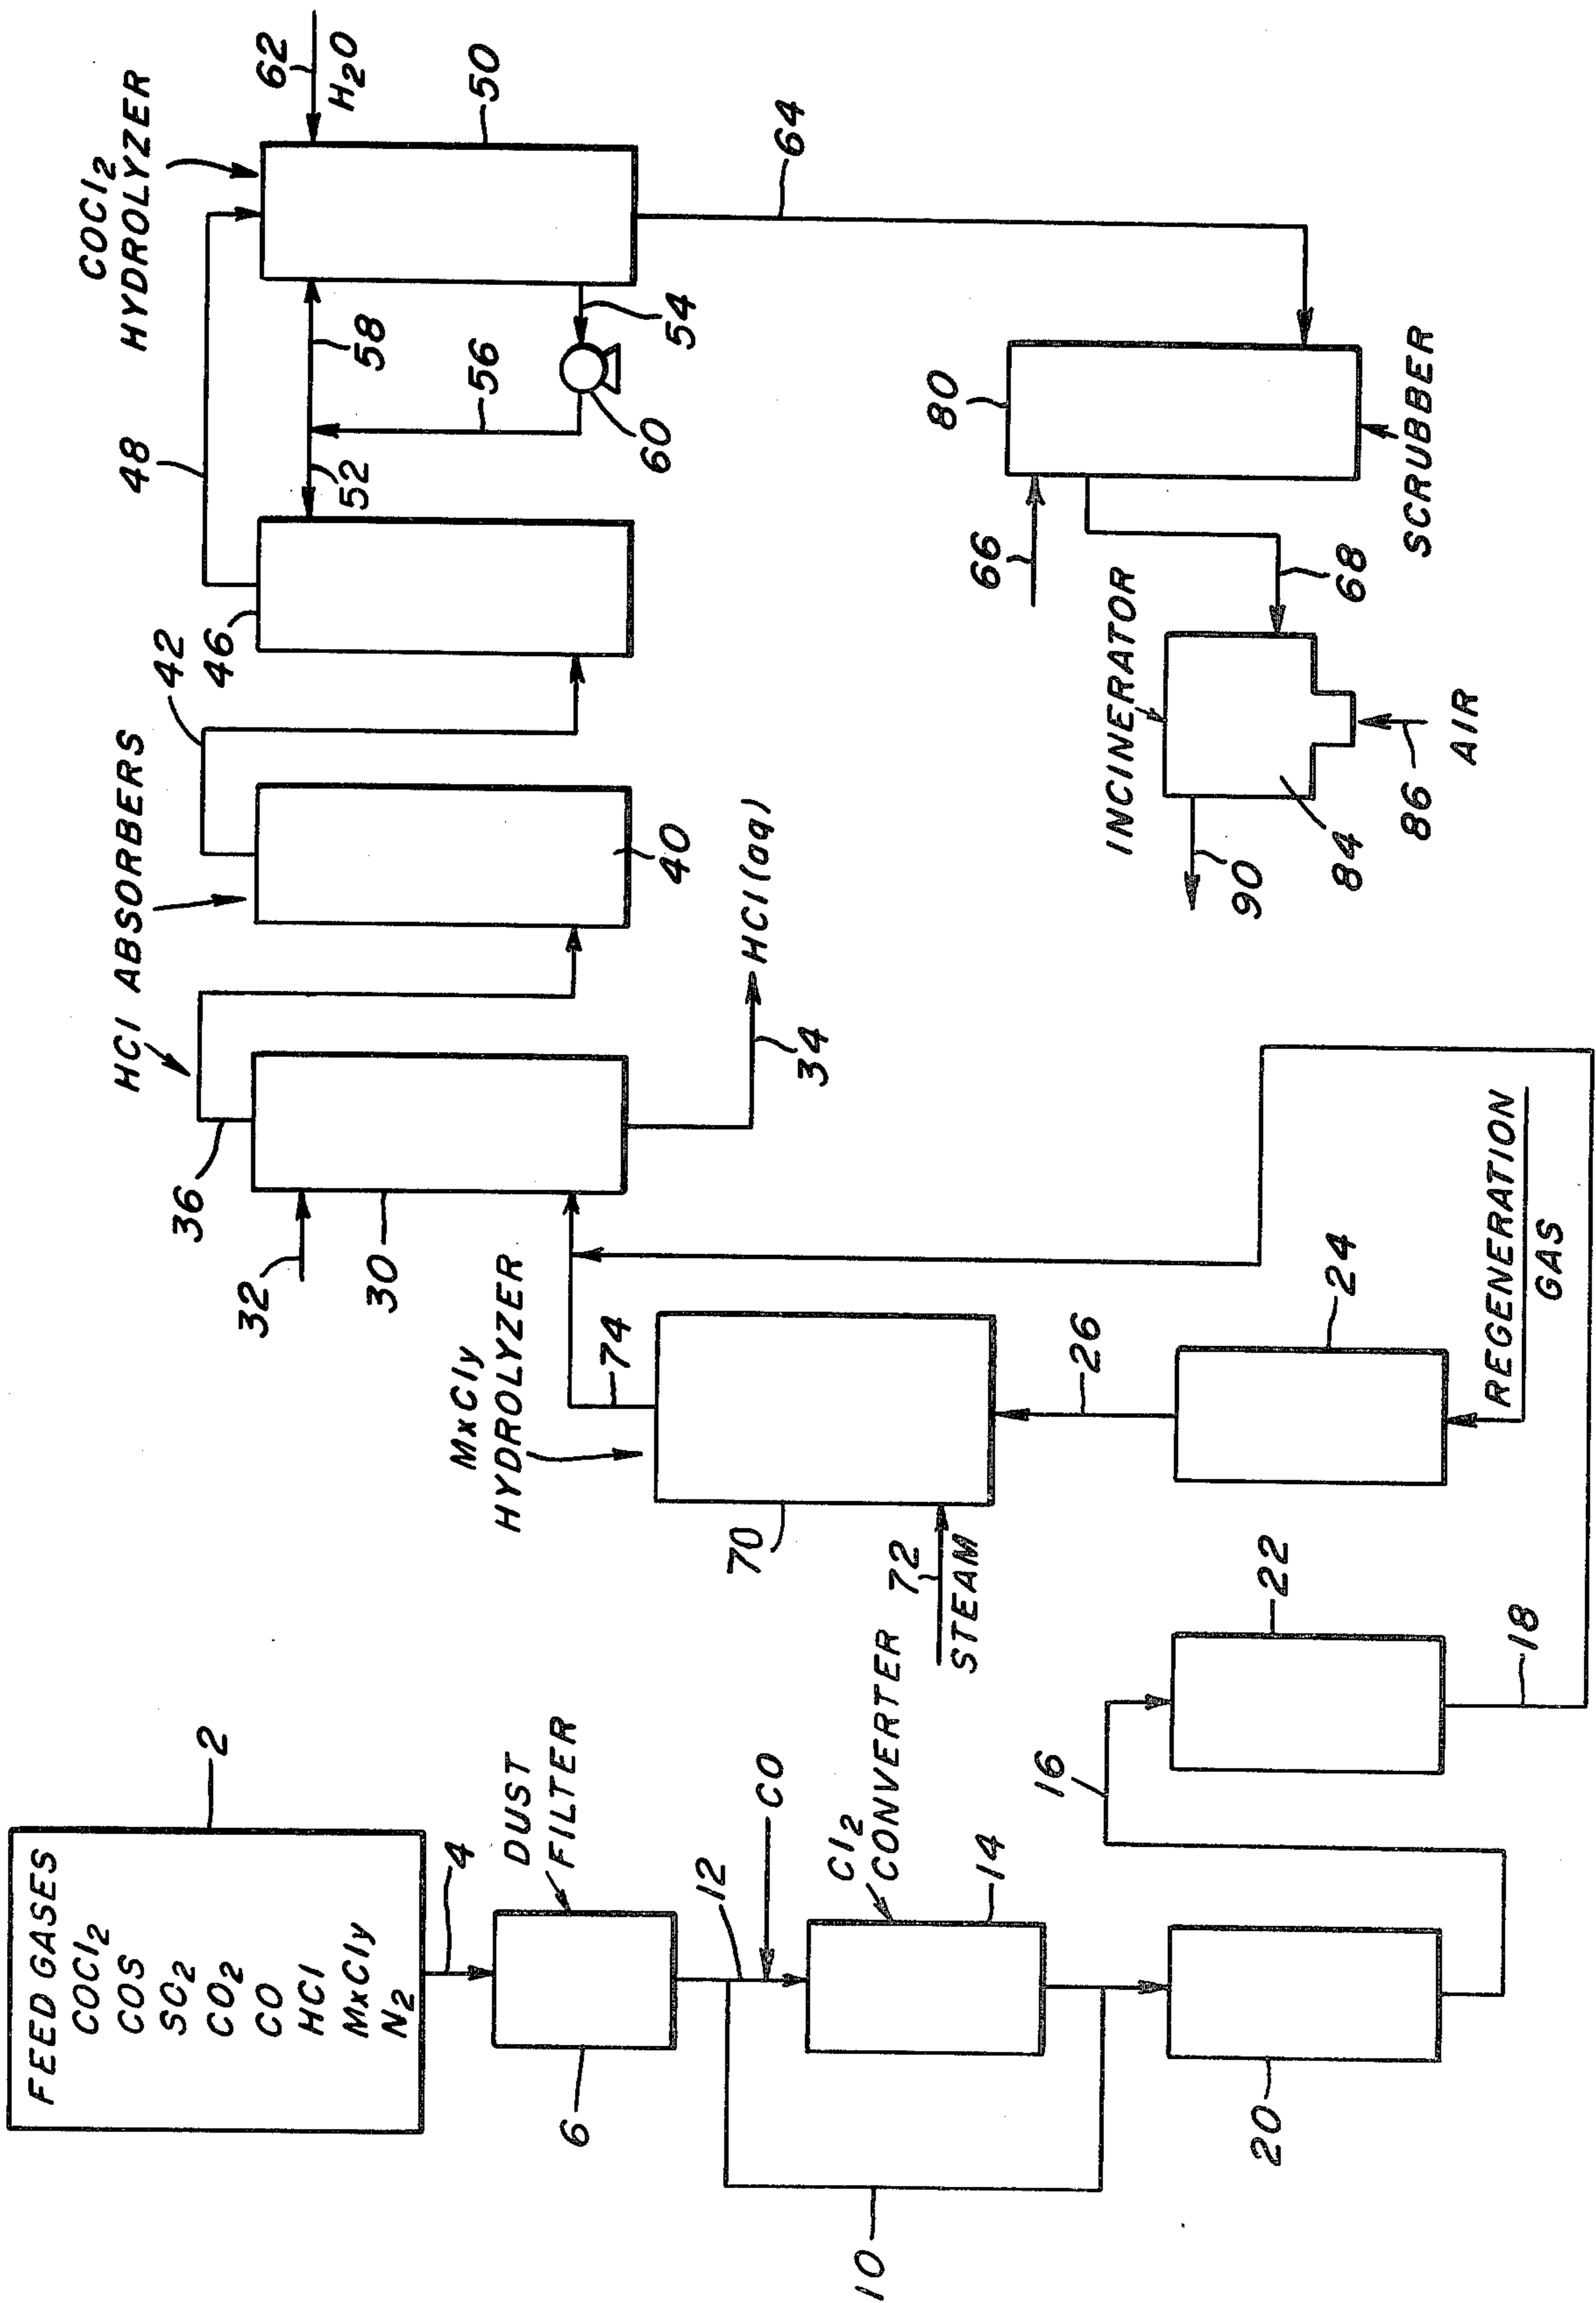 FEED GASES
COCl2
COS
SO2
CO2
CO
HCl
MxCly
N2
2
4
DUST
FILTER
6
12
CO
Cl2
CONVERTER
14
10
20
16
22
18
REGENERATION
GAS
24
26
72
STEAM
70
MxCly
HYDROLYZER
74
32
30
36
34
HCl(aq)
HCl ABSORBERS
40
42
46
48
52
56
58
54
60
COCl2
HYDROLYZER
62
H2O
50
64
80
66
SCRUBBER
68
INCINERATOR
84
86
AIR
90